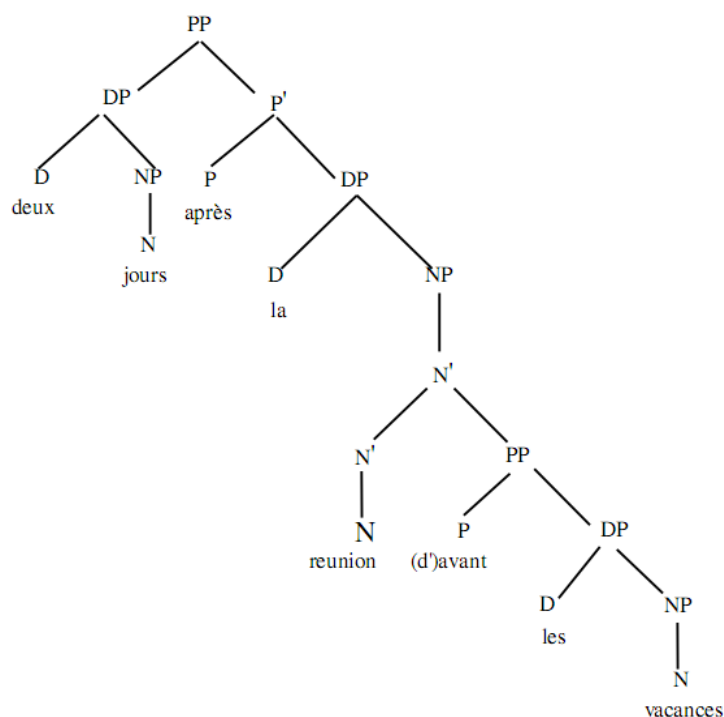 PP
DP P'
D NP P DP
deux après
N D NP
jours la
N'
N' PP
N P DP
reunion (d')avant
D NP
les
N
vacances